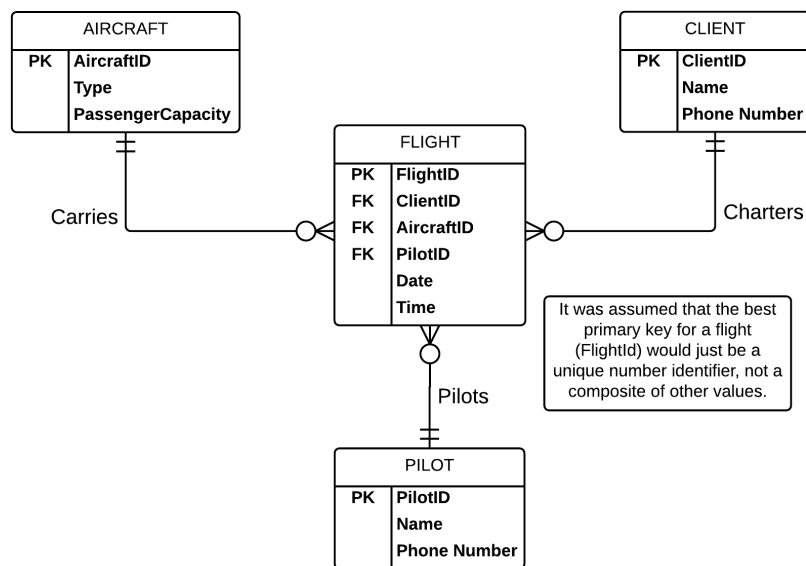 AIRCRAFT
PK AircraftID
Type
PassengerCapacity
CLIENT
PK ClientID
Name
Phone Number
FLIGHT
PK FlightID
FK ClientID
FK AircraftID
FK PilotID
Date
Time
Carries
Charters
It was assumed that the best
primary key for a flight
(FlightId) would just be a
unique number identifier, not a
composite of other values.
Pilots
PILOT
PK PilotID
Name
Phone Number